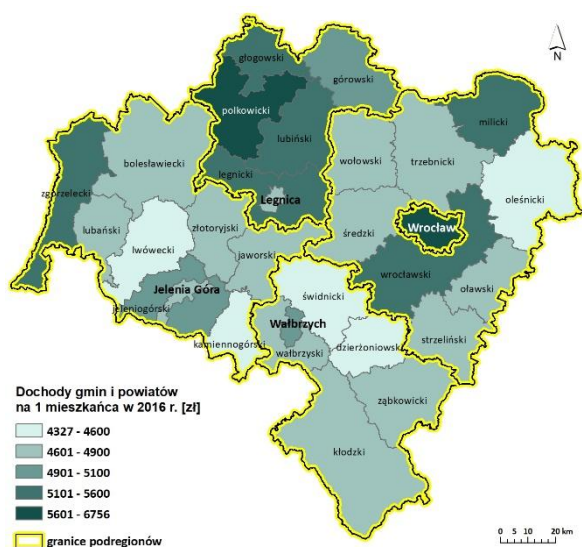 N
głogowski
górowski
polkowicki
milicki
lubiński
bolesławiecki
wołowski
trzebnicki
legnicki
zgorzelecki
Legnica
oleśnicki
lubański
złotoryjski
średzki
Wrocław
lwówecki
jaworski
wrocławski
oławski
Jelenia Góra
świdnicki
jeleniogórski
Wałbrzych
strzeliński
kamiennogórski
dzierżoniowski
wałbrzyski
ząbkowicki
kłodzki
Dochody gmin i powiatów
na 1 mieszkańca w 2016 r. [zł]
4327 - 4600
4601 - 4900
4901 - 5100
5101 - 5600
5601 - 6756
granice podregionów
0 5 10 20 km